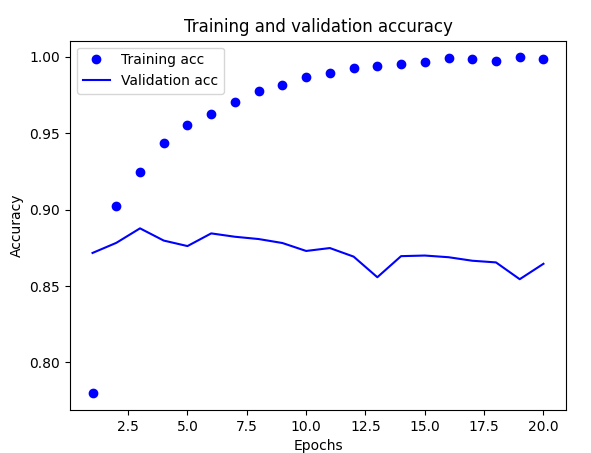 Training and validation accuracy
Training acc
Validation acc
1.00
0.95
0.90
0.85
0.80
Accuracy
2.5 5.0 7.5 10.0 12.5 15.0 17.5 20.0
Epochs